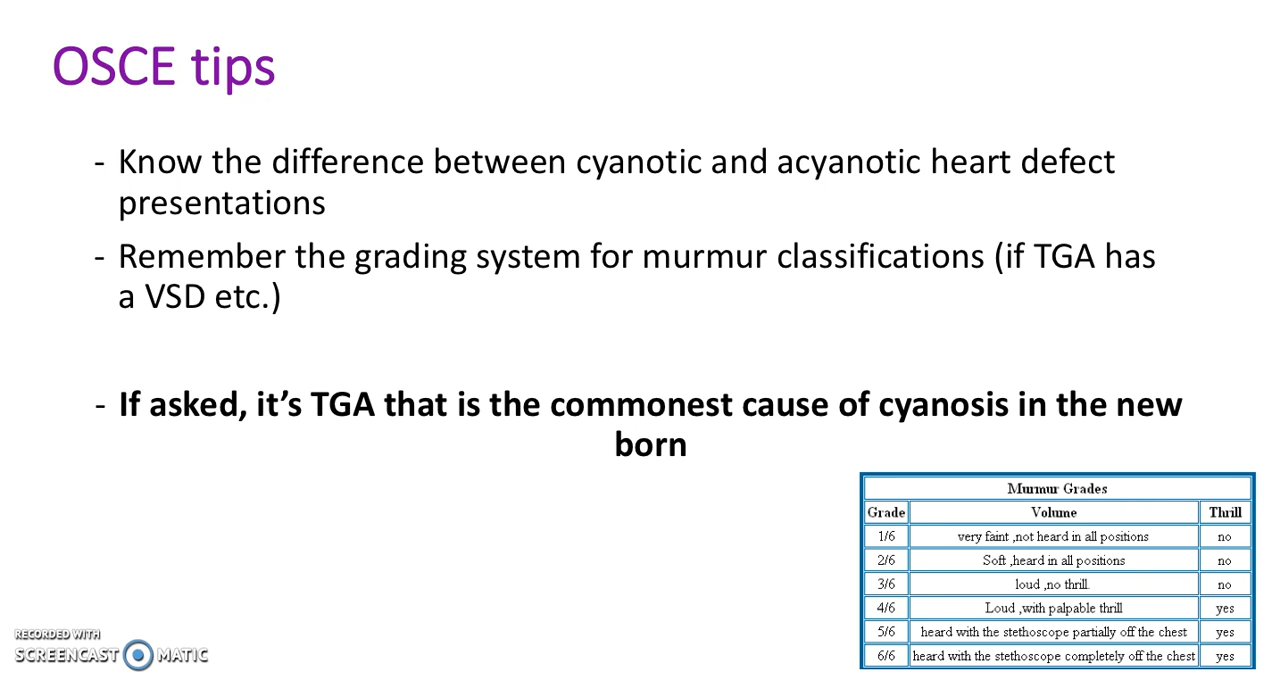 OSCE tips
- Know the difference between cyanotic and acyanotic heart defect
presentations
- Remember the grading system for murmur classifications (if TGA has
a VSD etc.)
- If asked, it’s TGA that is the commonest cause of cyanosis in the new
born
Murmur Grades
Grade Volume Thrill
1/6 very faint ,not heard in all positions no
2/6 Soft ,heard in all positions no
3/6 loud ,no thrill. no
4/6 Loud ,with palpable thrill yes
5/6 heard with the stethoscope partially off the chest yes
6/6 heard with the stethoscope completely off the chest yes
RECORDED WITH
SCREENCAST MATIC